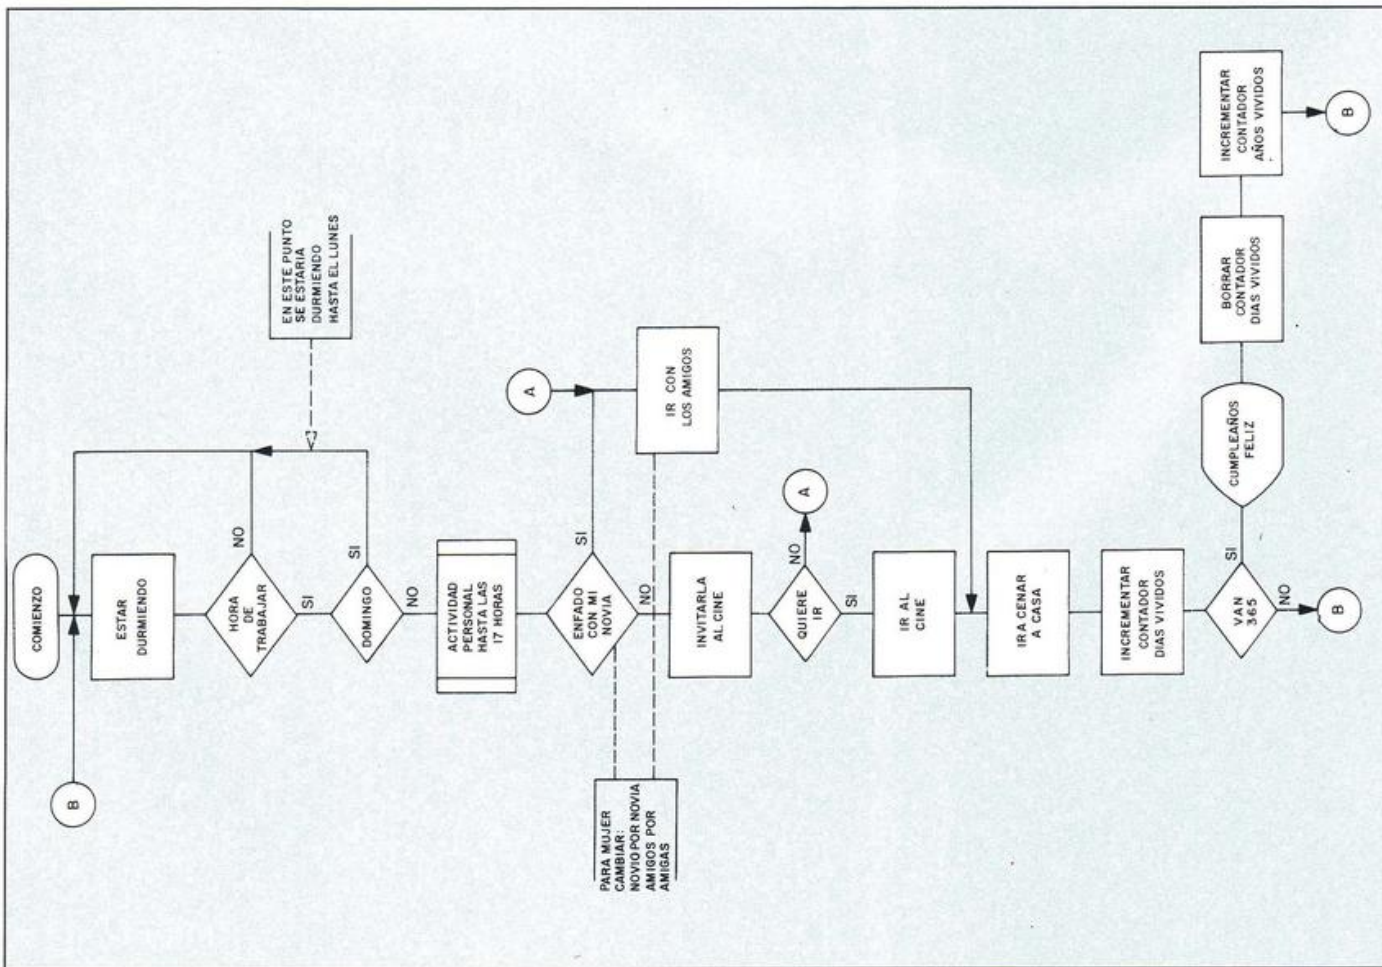 COMIENZO
B
ESTAR
DURMIENDO
HORA
DE
TRABAJAR
NO
SI
EN ESTE PUNTO
SE ESTARIA
DURMIENDO
HASTA EL LUNES
DOMINGO
SI
NO
ACTIVIDAD
PERSONAL
HASTA LAS
17 HORAS
ENFADO
CON MI
NOVIA
SI
NO
A
IR CON
LOS AMIGOS
PARA MUJER
CAMBIAR:
NOVIO POR NOVIA
AMIGOS POR
AMIGAS
INVITARLA
AL CINE
QUIERE
IR
NO
A
SI
IR AL
CINE
IR A CENAR
A CASA
INCREMENTAR
CONTADOR
DIAS VIVIDOS
VAN
365
SI
NO
B
CUMPLEAÑOS
FELIZ
BORRAR
CONTADOR
DIAS VIVIDOS
INCREMENTAR
CONTADOR
AÑOS VIVIDOS
B